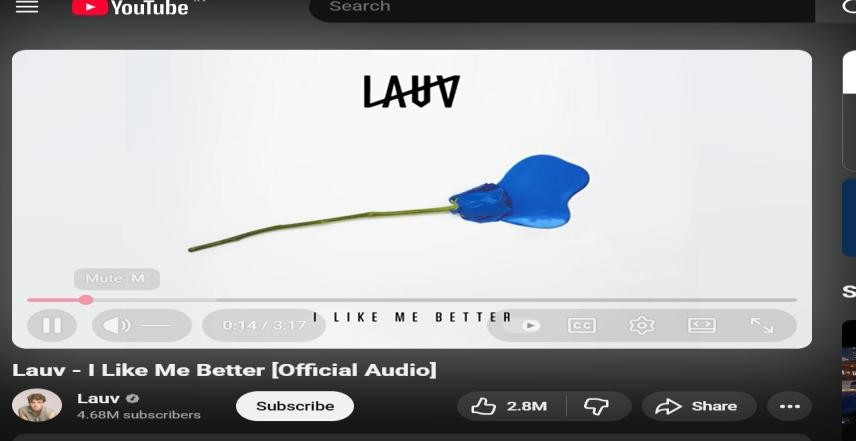 YouTube
Search
LAUV
Mute M
0:14 / 3:17
I LIKE ME BETTER
CC
Lauv - I Like Me Better [Official Audio]
Lauv
4.68M subscribers
Subscribe
2.8M
Share